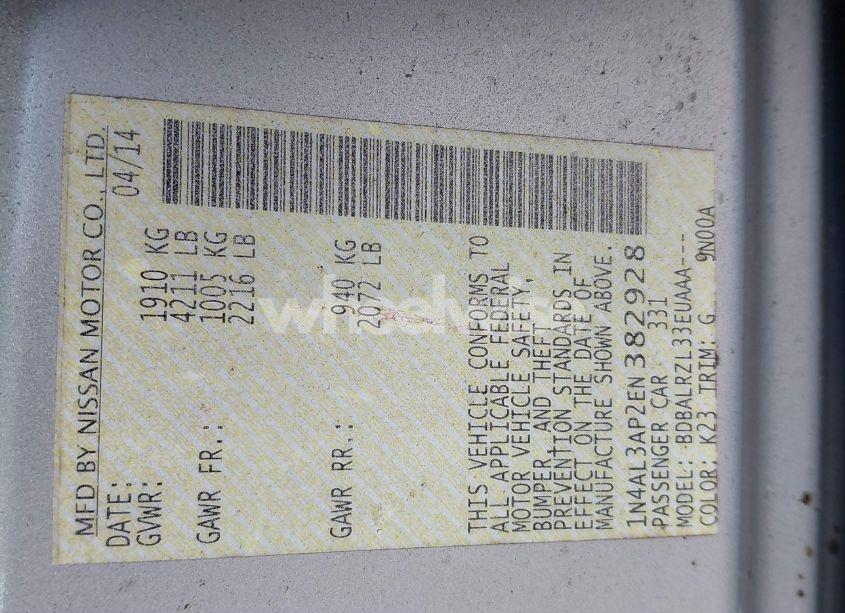 MFD BY NISSAN MOTOR CO., LTD.
DATE: 04/14
GVWR: 1910 KG
4211 LB
GAWR FR.: 1005 KG
2216 LB
GAWR RR.: 940 KG
2072 LB
THIS VEHICLE CONFORMS TO
ALL APPLICABLE FEDERAL
MOTOR VEHICLE SAFETY,
BUMPER, AND THEFT
PREVENTION STANDARDS IN
EFFECT ON THE DATE OF
MANUFACTURE SHOWN ABOVE.
1N4AL3AP2EN382928
PASSENGER CAR 331
MODEL: BDBALRZL33EUAAA---
COLOR: K23 TRIM: G 9N00A